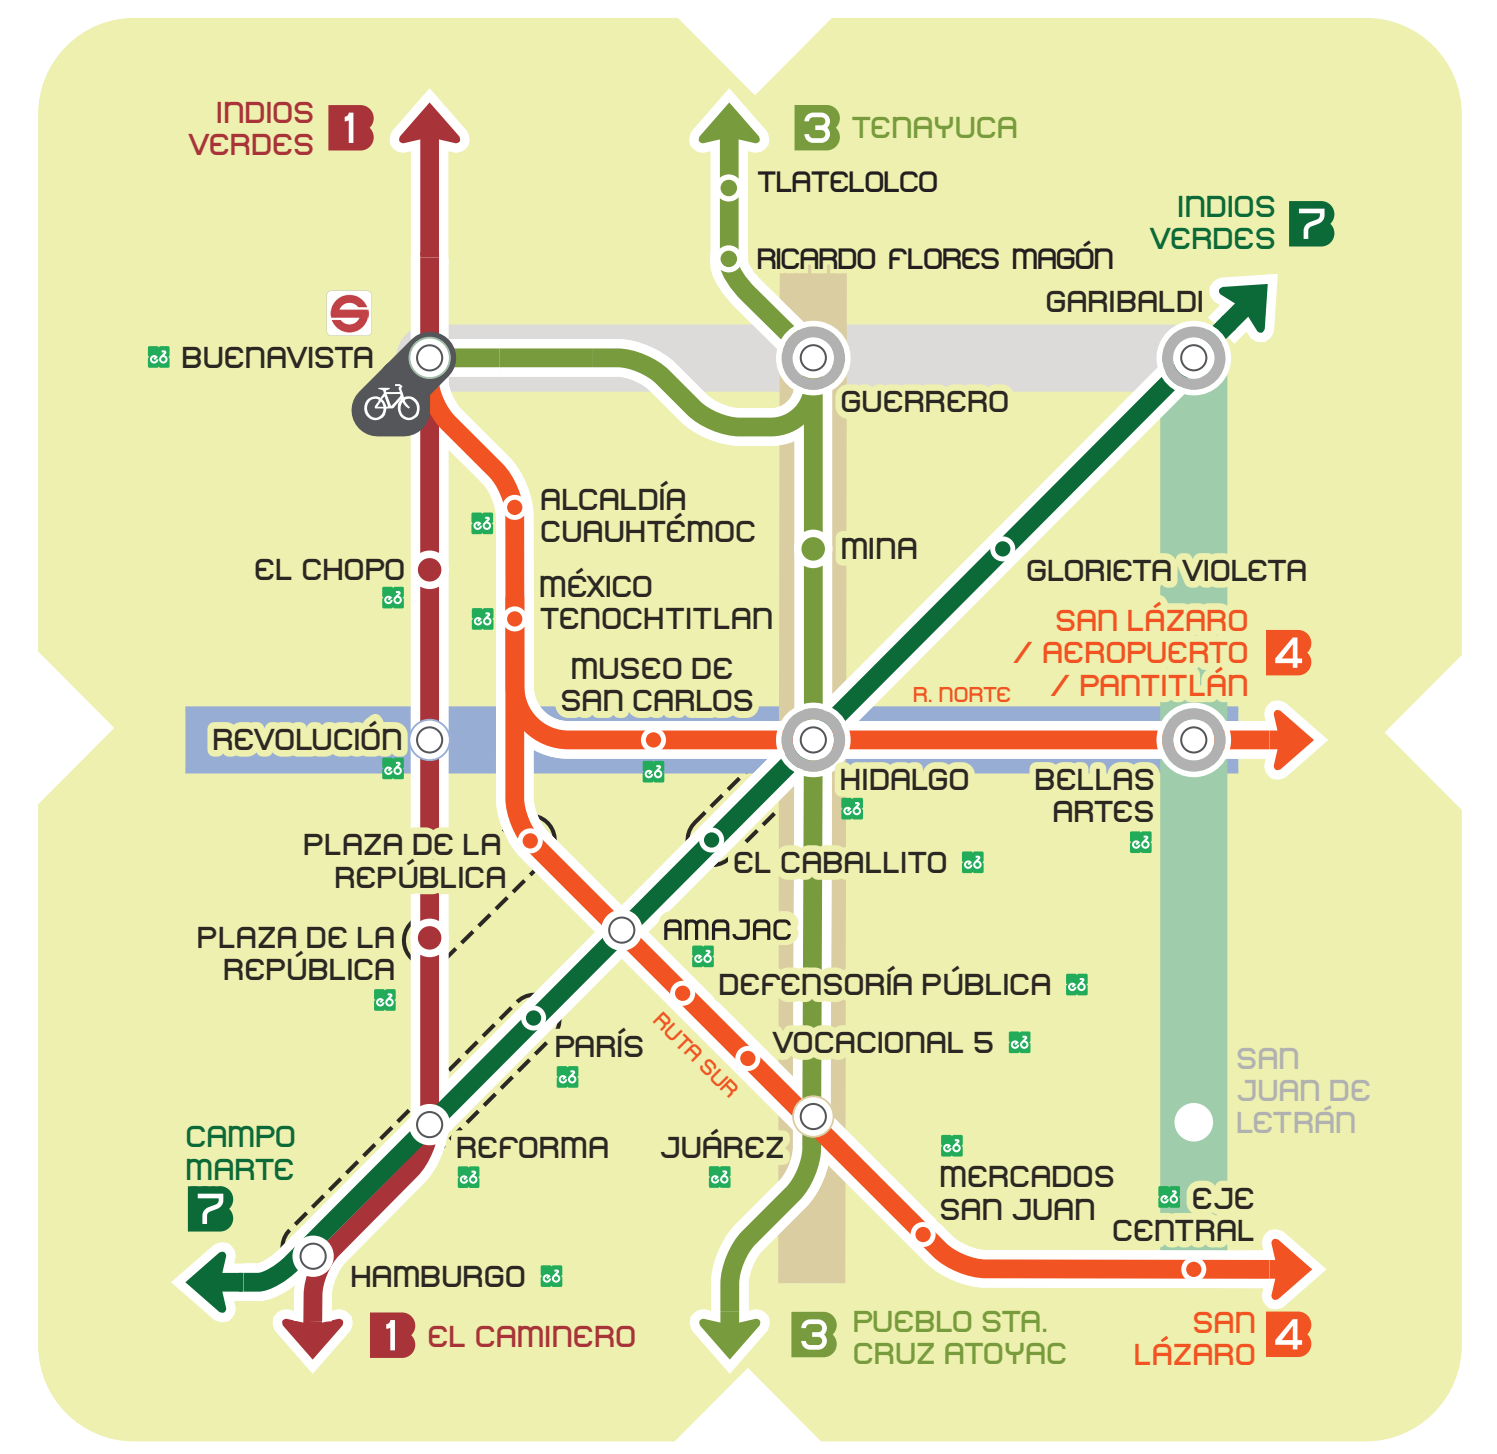 INDIOS
VERDES
1
3 TENAYUCA
TLATELOLCO
INDIOS
VERDES
7
RICARDO FLORES MAGÓN
GARIBALDI
BUENAVISTA
GUERRERO
ALCALDÍA
CUAUHTÉMOC
MINA
EL CHOPO
GLORIETA VIOLETA
MÉXICO
TENOCHTITLAN
SAN LÁZARO
/ AEROPUERTO
/ PANTITLÁN
4
MUSEO DE
SAN CARLOS
R. NORTE
REVOLUCIÓN
HIDALGO
BELLAS
ARTES
PLAZA DE LA
REPÚBLICA
EL CABALLITO
PLAZA DE LA
REPÚBLICA
AMAJAC
DEFENSORÍA PÚBLICA
RUTA SUR
VOCACIONAL 5
PARÍS
SAN
JUAN DE
LETRÁN
CAMPO
MARTE
7
REFORMA
JUÁREZ
MERCADOS
SAN JUAN
EJE
CENTRAL
HAMBURGO
1 EL CAMINERO
3 PUEBLO STA.
CRUZ ATOYAC
SAN
LÁZARO
4